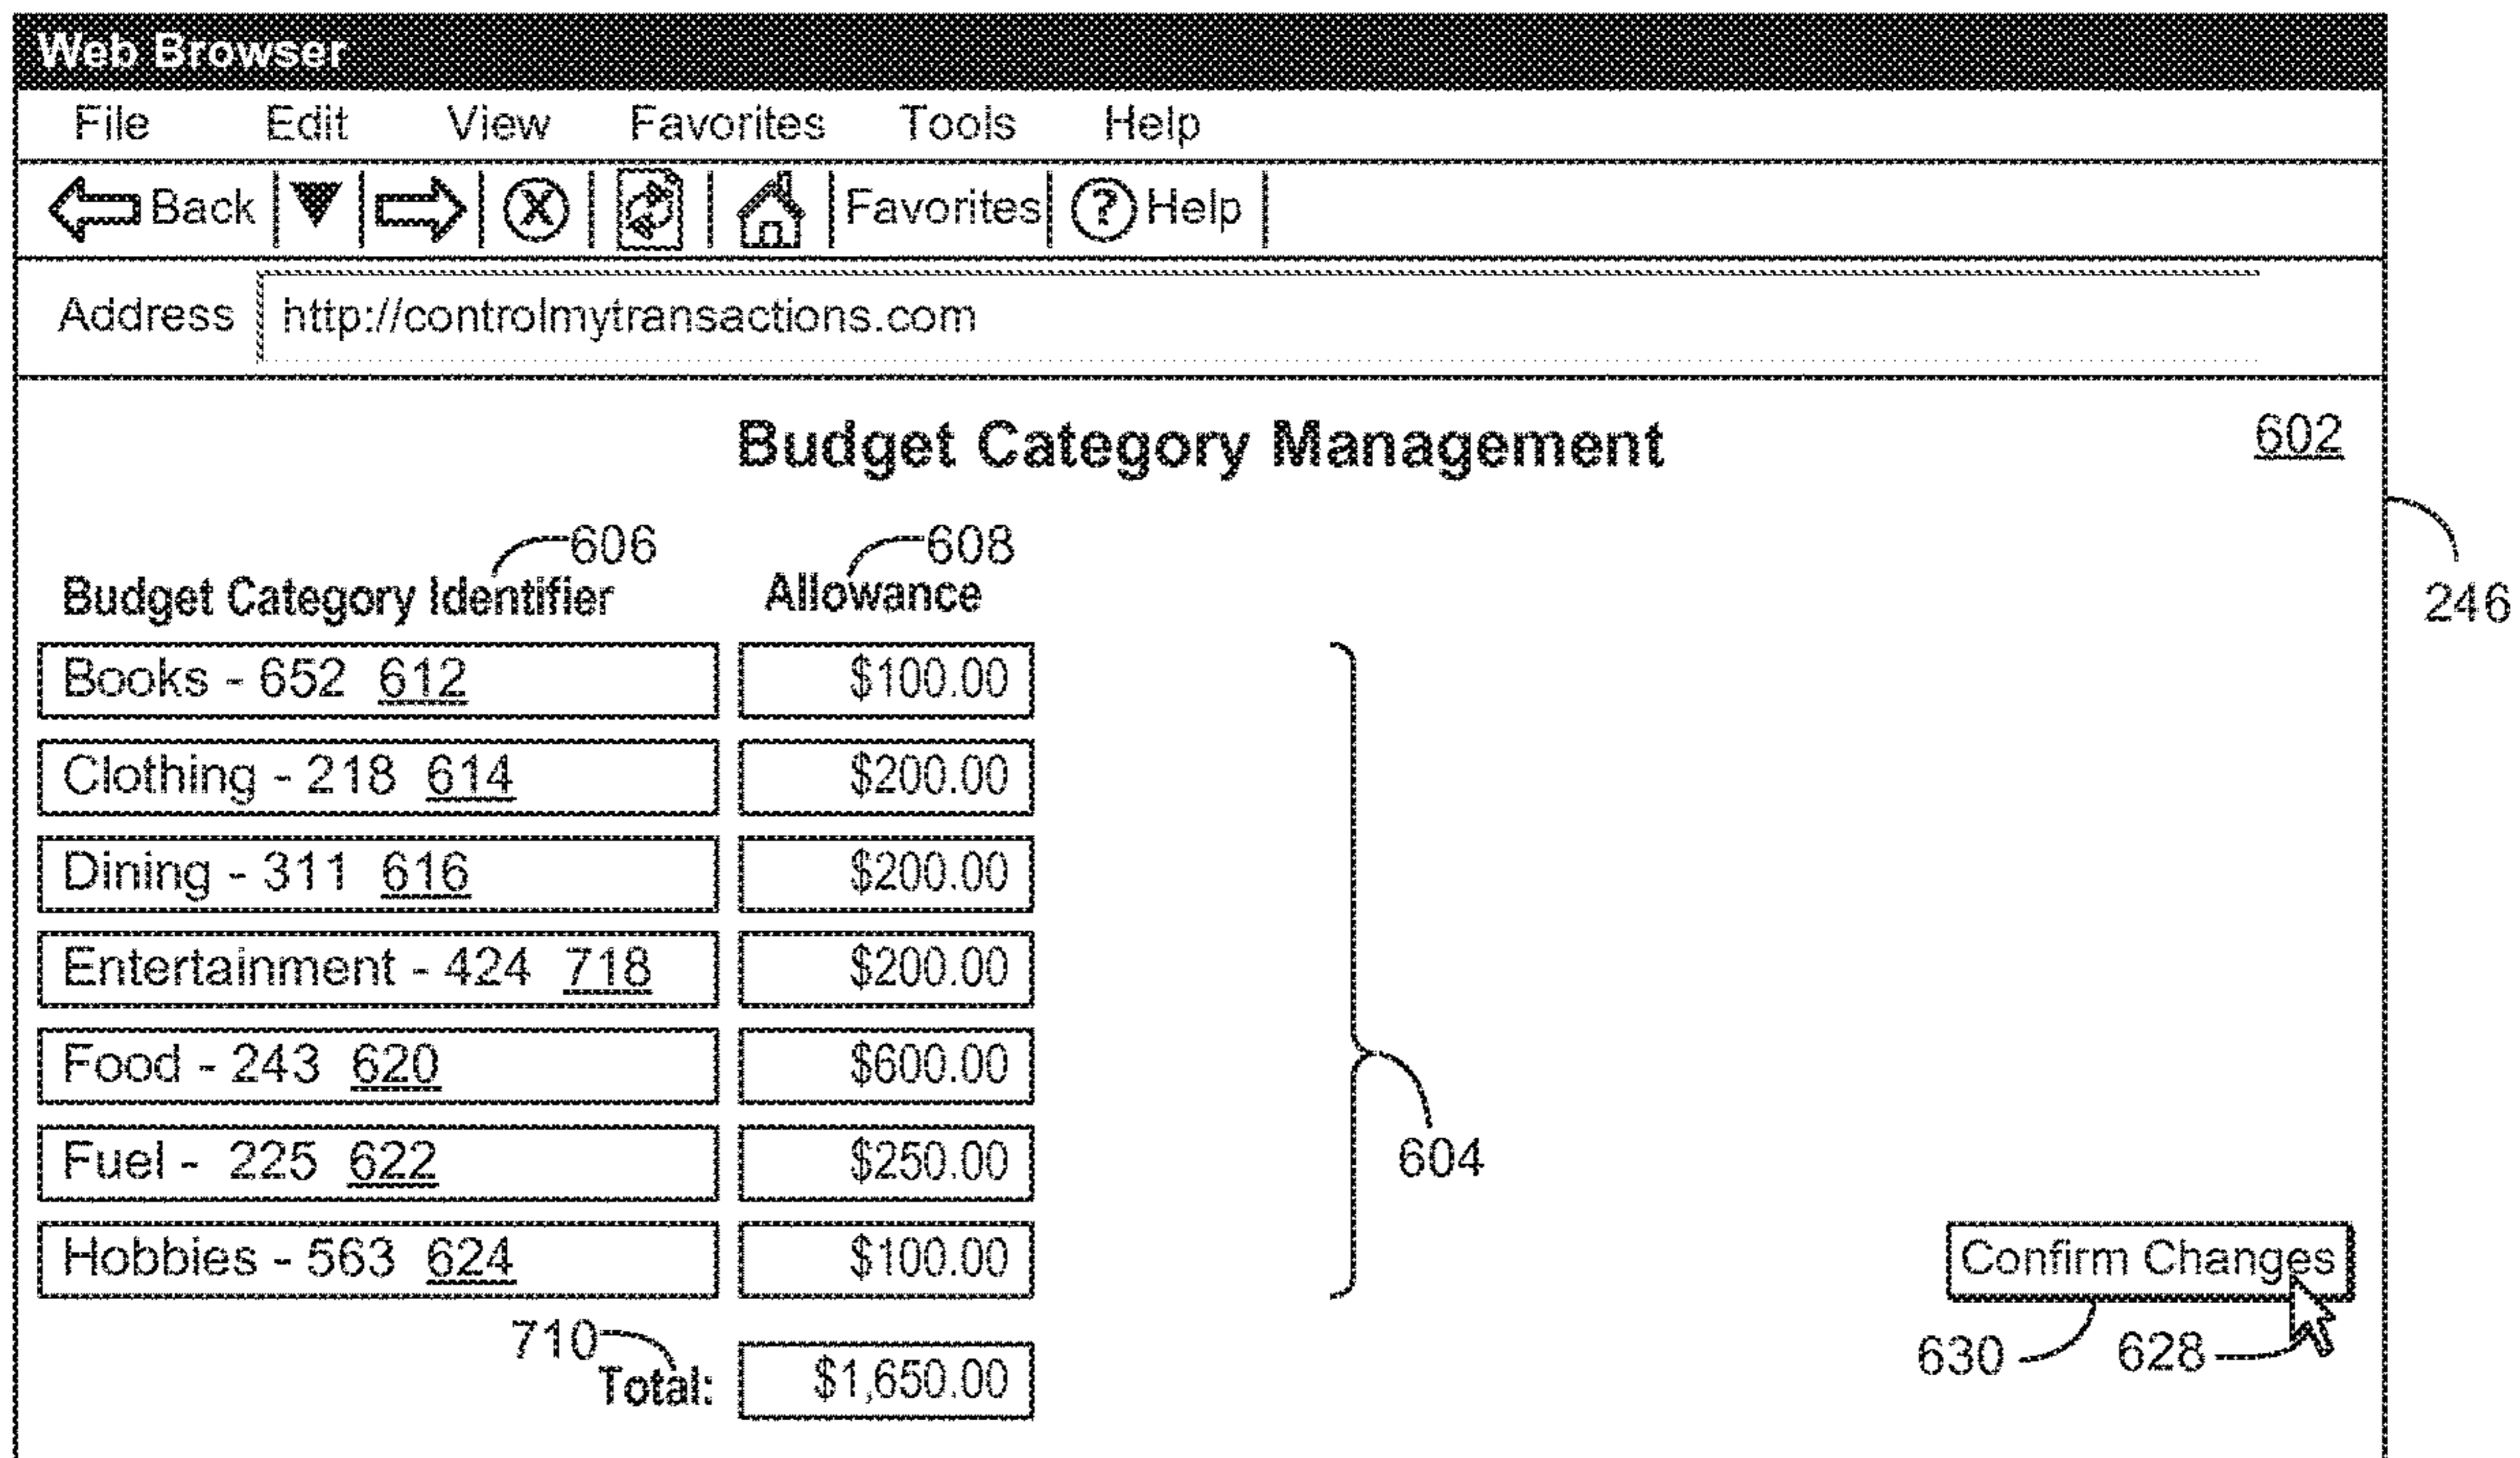 Web Browser
File Edit View Favorites Tools Help
Back X Favorites ? Help
Address http://controlmytransactions.com
Budget Category Management 602
606 608
Budget Category Identifier Allowance
246
Books - 652 612 $100.00
Clothing - 218 614 $200.00
Dining - 311 616 $200.00
Entertainment - 424 718 $200.00
Food - 243 620 $600.00
Fuel - 225 622 $250.00
604
Hobbies - 563 624 $100.00 Confirm Changes
710 630 628
Total: $1,650.00